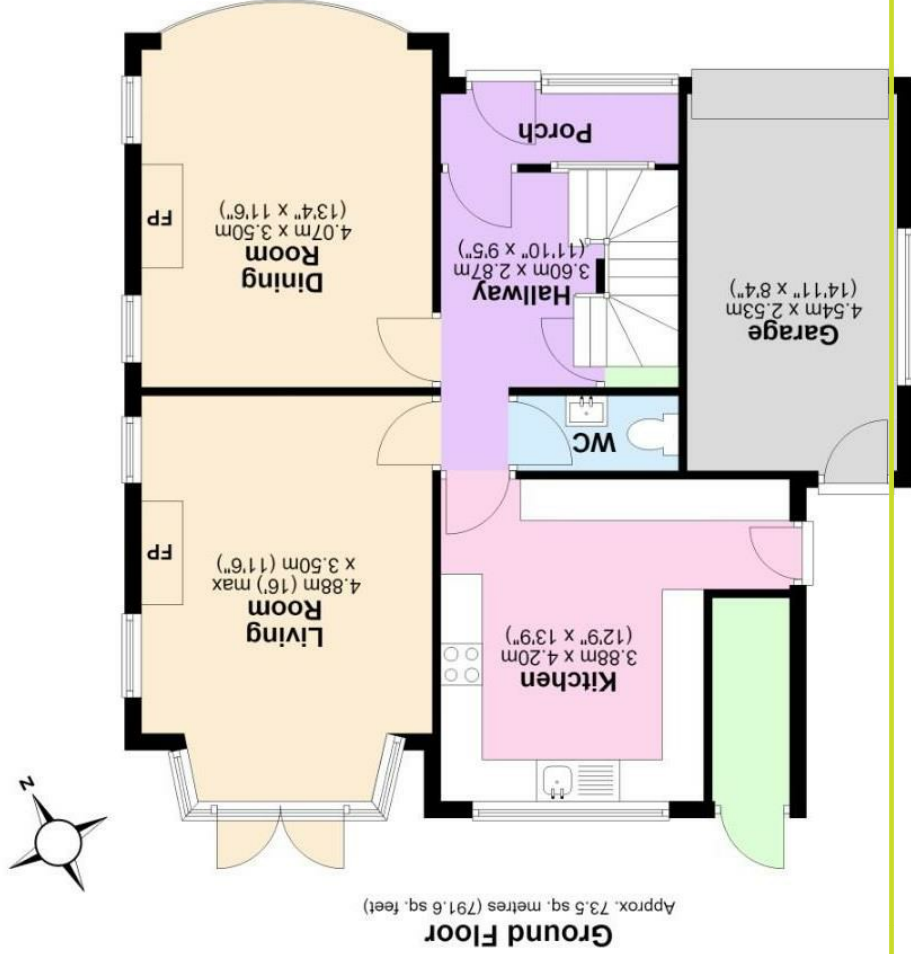 Ground Floor
Approx. 73.5 sq. metres (791.6 sq. feet)
N
Kitchen
3.88m x 4.20m
(12'9" x 13'9")
Living
Room
4.88m (16') max
x 3.50m (11'6")
FP
WC
Garage
4.54m x 2.53m
(14'11" x 8'4")
Hallway
3.60m x 2.87m
(11'10" x 9'5")
Dining
Room
4.07m x 3.50m
(13'4" x 11'6")
FP
Porch